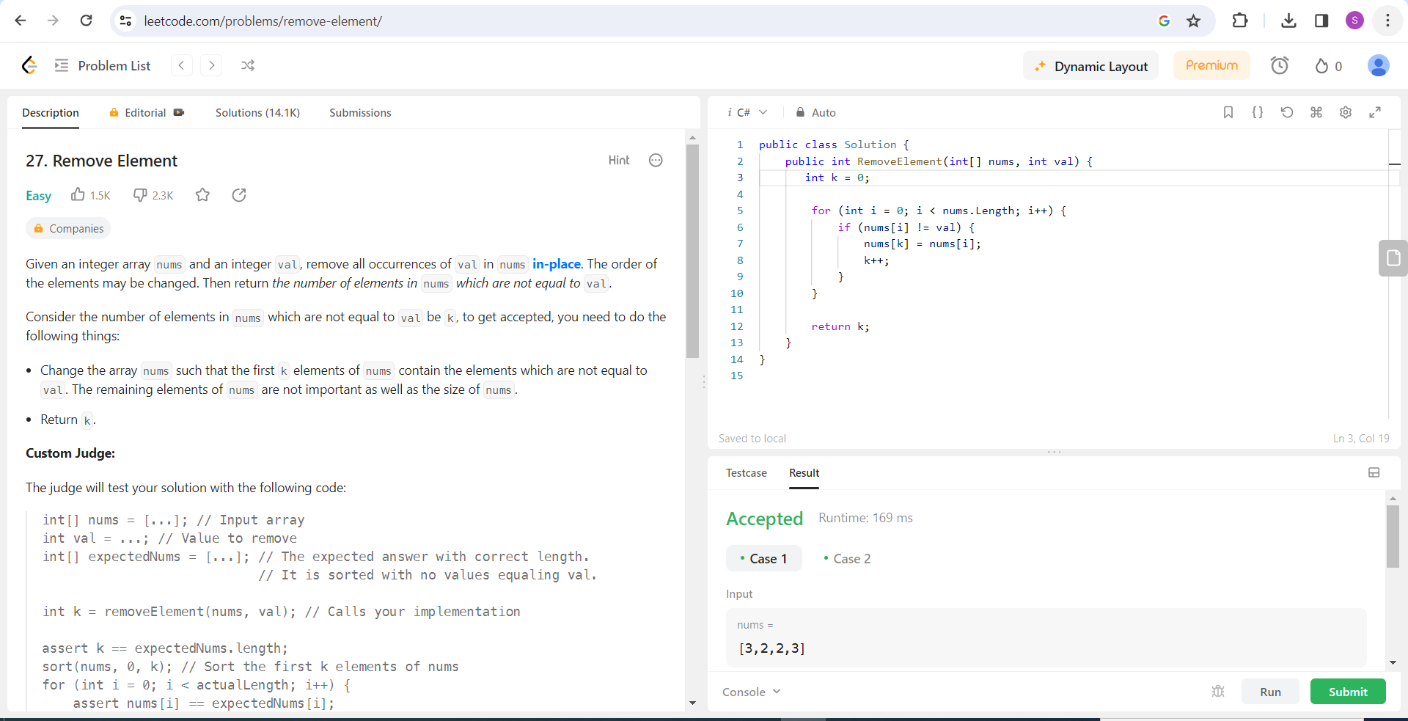 leetcode.com/problems/remove-element/
S
Problem List
Dynamic Layout
Premium
0
Description
Editorial
Solutions (14.1K)
Submissions
27. Remove Element
Hint
Easy
1.5K
2.3K
Companies
Given an integer array nums and an integer val, remove all occurrences of val in nums in-place. The order of
the elements may be changed. Then return the number of elements in nums which are not equal to val.
Consider the number of elements in nums which are not equal to val be k, to get accepted, you need to do the
following things:
• Change the array nums such that the first k elements of nums contain the elements which are not equal to
val. The remaining elements of nums are not important as well as the size of nums.
• Return k.
Custom Judge:
The judge will test your solution with the following code:
int[] nums = [...]; // Input array
int val = ...; // Value to remove
int[] expectedNums = [...]; // The expected answer with correct length.
// It is sorted with no values equaling val.
int k = removeElement(nums, val); // Calls your implementation
assert k == expectedNums.length;
sort(nums, 0, k); // Sort the first k elements of nums
for (int i = 0; i < actualLength; i++) {
assert nums[i] == expectedNums[i];
i C#
Auto
1 public class Solution {
2 public int RemoveElement(int[] nums, int val) {
3 int k = 0;
4
5 for (int i = 0; i < nums.Length; i++) {
6 if (nums[i] != val) {
7 nums[k] = nums[i];
8 k++;
9 }
10 }
11
12 return k;
13 }
14 }
15
Saved to local
Ln 3, Col 19
Testcase
Result
Accepted
Runtime: 169 ms
• Case 1
• Case 2
Input
nums =
[3,2,2,3]
Console
Run
Submit